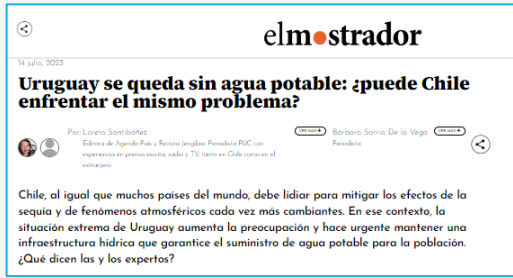 elmostrador
14 julio, 2023
Uruguay se queda sin agua potable: ¿puede Chile
enfrentar el mismo problema?
Por: Loreto Santibáñez
VER MÁS +
Editora de Agenda País y Revista Jengibre. Periodista PUC con
experiencia en prensa escrita, radio y TV, tanto en Chile como en el
extranjero.
Bárbara Sarria De la Vega
VER MÁS +
Periodista
Chile, al igual que muchos países del mundo, debe lidiar para mitigar los efectos de la
sequía y de fenómenos atmosféricos cada vez más cambiantes. En ese contexto, la
situación extrema de Uruguay aumenta la preocupación y hace urgente mantener una
infraestructura hídrica que garantice el suministro de agua potable para la población.
¿Qué dicen las y los expertos?